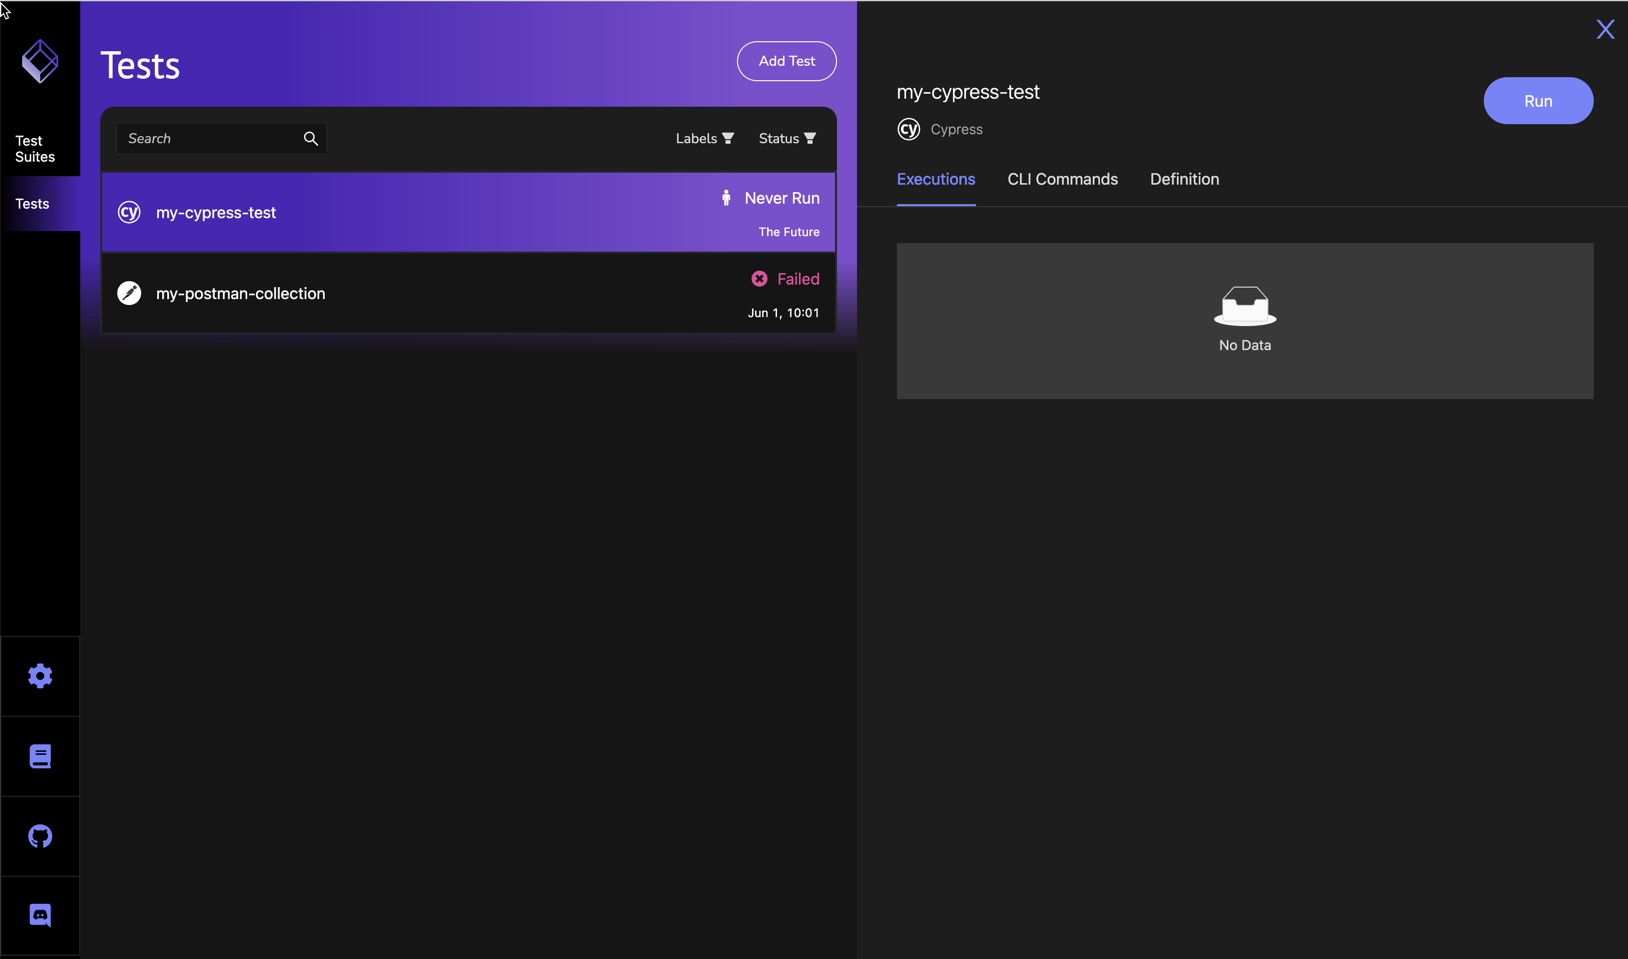 Test
Suites
Tests
Tests
Add Test
Search
Labels
Status
cy
my-cypress-test
Never Run
The Future
my-postman-collection
Failed
Jun 1, 10:01
X
my-cypress-test
Run
cy
Cypress
Executions
CLI Commands
Definition
No Data